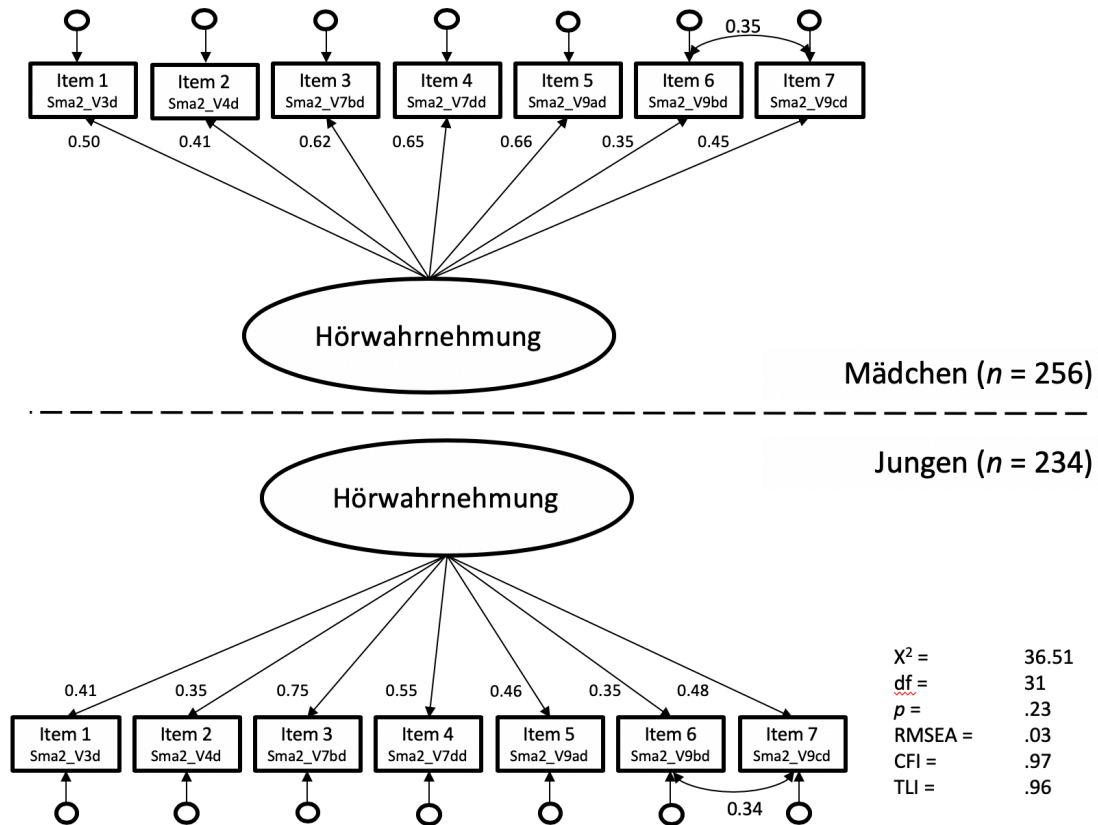 0.35
Item 1
Sma2_V3d
Item 2
Sma2_V4d
Item 3
Sma2_V7bd
Item 4
Sma2_V7dd
Item 5
Sma2_V9ad
Item 6
Sma2_V9bd
Item 7
Sma2_V9cd
0.50
0.41
0.62
0.65
0.66
0.35
0.45
Hörwahrnehmung
Mädchen (n = 256)
Jungen (n = 234)
Hörwahrnehmung
0.41
0.35
0.75
0.55
0.46
0.35
0.48
Item 1
Sma2_V3d
Item 2
Sma2_V4d
Item 3
Sma2_V7bd
Item 4
Sma2_V7dd
Item 5
Sma2_V9ad
Item 6
Sma2_V9bd
Item 7
Sma2_V9cd
0.34
X² = 36.51
df = 31
p = .23
RMSEA = .03
CFI = .97
TLI = .96